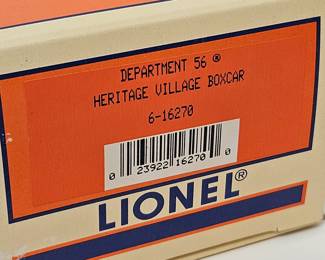 DEPARTMENT 56 ®
HERITAGE VILLAGE BOXCAR
6-16270
0 23922 16270 0
LIONEL®